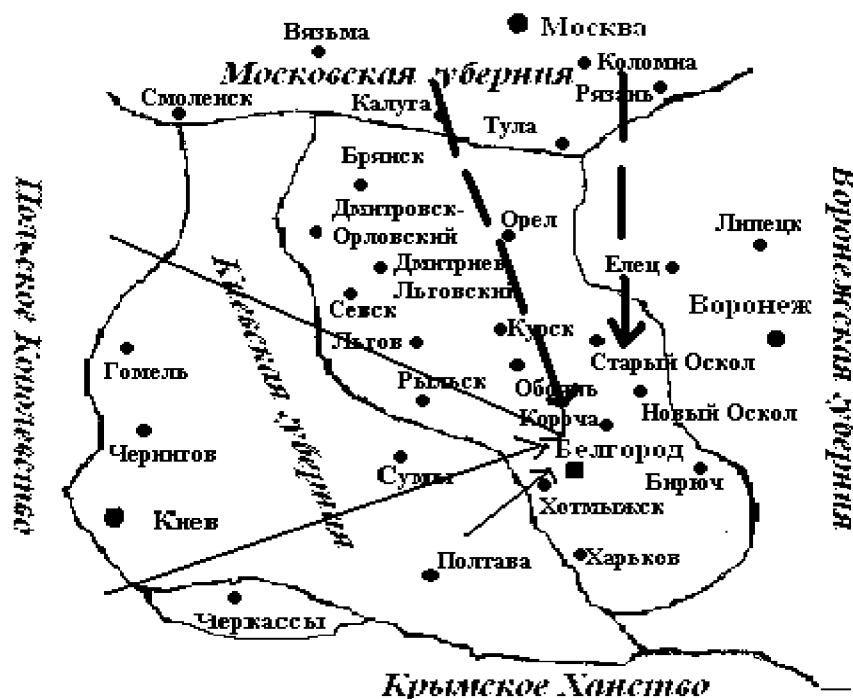 Москва
Вязьма
Коломна
Московская губерния
Рязань
Смоленск
Калуга
Тула
Брянск
Дмитровск-
Орловский
Орел
Липецк
Дмитриев
Льговский
Елец
Севск
Воронеж
Курск
Льгов
Старый Оскол
Гомель
Рыльск
Обоянь
Новый Оскол
Короча
Чернигов
Белгород
Сумы
Бирюч
Хотмыжск
Киев
Харьков
Полтава
Черкассы
Польское Королевство
Киевская губерния
Воронежская губерния
Крымское Ханство